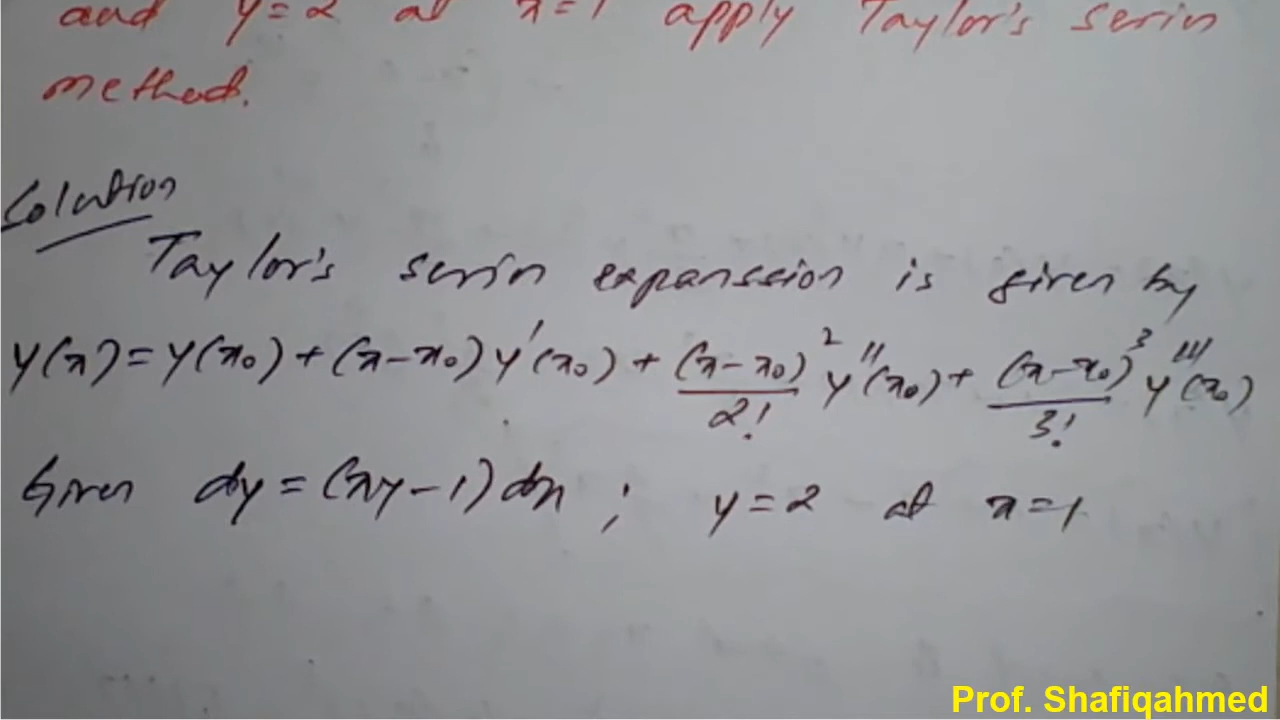 and y = 2 at x = 1 apply Taylor's series
method.
Solution
Taylor's series expanssion is given by
y(x) = y(x₀) + (x-x₀) y'(x₀) + (x-x₀)²/2! y''(x₀) + (x-x₀)³/3! y'''(x₀)
Given dy = (xy-1) dx ; y = 2 at x = 1
Prof. Shafiqahmed